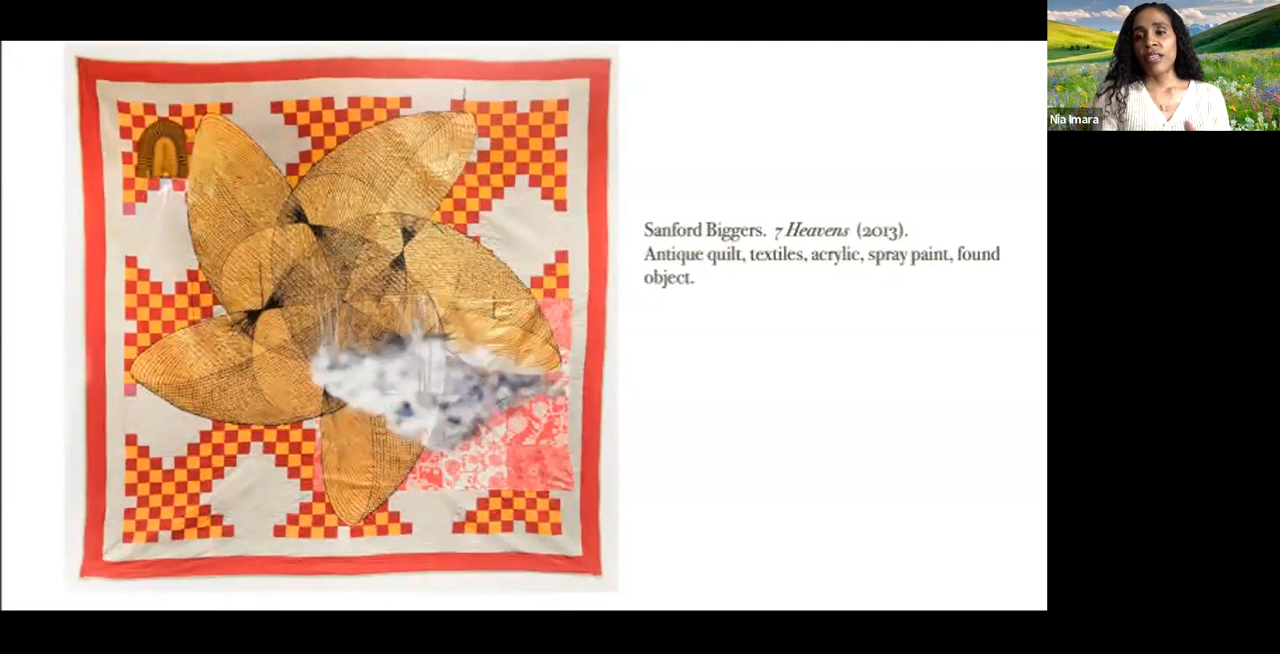 Nia Imara
Sanford Biggers. 7 Heavens (2013).
Antique quilt, textiles, acrylic, spray paint, found
object.